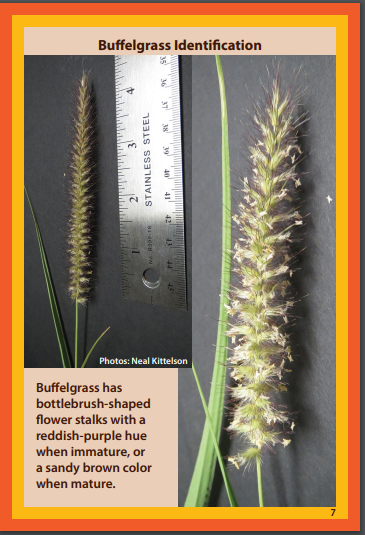 Buffelgrass Identification
4
3
2
1
STAINLESS STEEL
35
36
37
38
39
40
41
42
43
44
45
Photos: Neal Kittelson
Buffelgrass has
bottlebrush-shaped
flower stalks with a
reddish-purple hue
when immature, or
a sandy brown color
when mature.
7